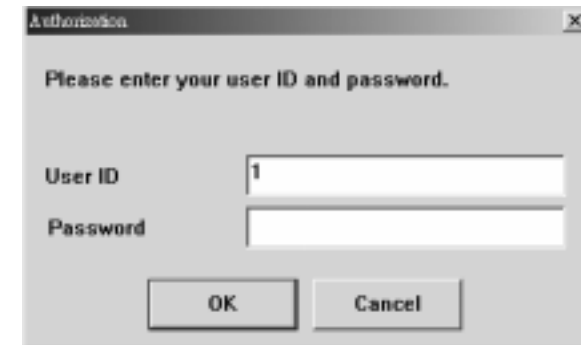 Authorization
Please enter your user ID and password.
User ID
1
Password
OK
Cancel